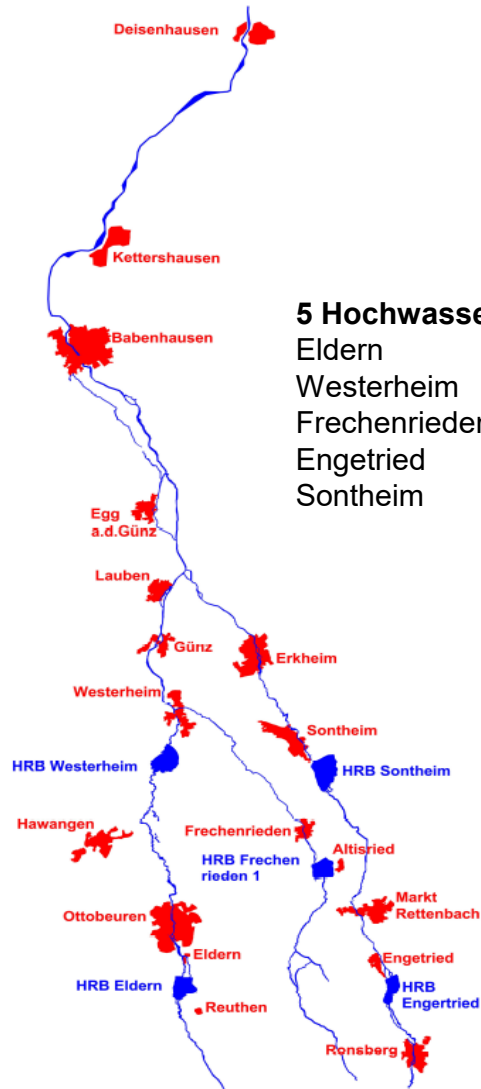 Deisenhausen
Kettershausen
Babenhausen
5 Hochwasse
Eldern
Westerheim
Frechenrieden
Engetried
Sontheim
Egg
a.d.Günz
Lauben
Günz
Erkheim
Westerheim
Sontheim
HRB Westerheim
HRB Sontheim
Hawangen
Frechenrieden
Altisried
HRB Frechen
rieden 1
Markt
Rettenbach
Ottobeuren
Eldern
Engetried
HRB Eldern
HRB
Engertried
Reuthen
Ronsberg